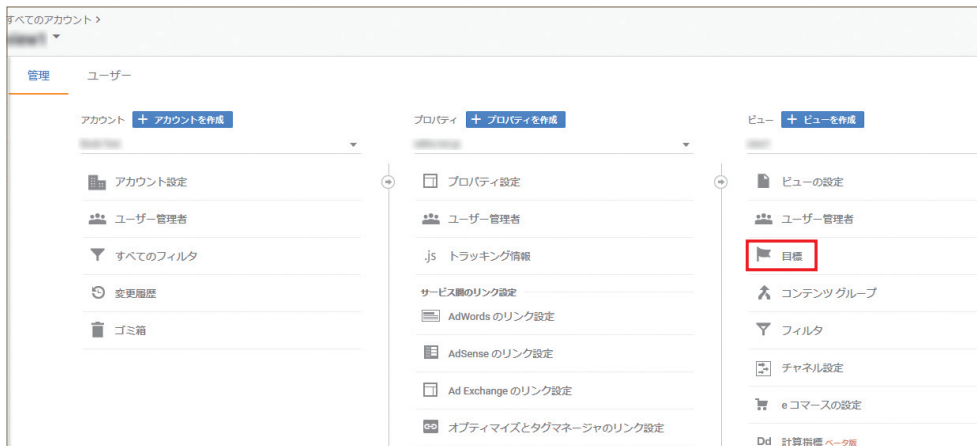 すべてのアカウント >
管理
ユーザー
アカウント + アカウントを作成
アカウント設定
ユーザー管理者
すべてのフィルタ
変更履歴
ゴミ箱
プロパティ + プロパティを作成
プロパティ設定
ユーザー管理者
.js トラッキング情報
サービス間のリンク設定
AdWords のリンク設定
AdSense のリンク設定
Ad Exchange のリンク設定
オプティマイズとタグマネージャのリンク設定
ビュー + ビューを作成
ビューの設定
ユーザー管理者
目標
コンテンツ グループ
フィルタ
チャネル設定
e コマースの設定
Dd 計算指標 ベータ版